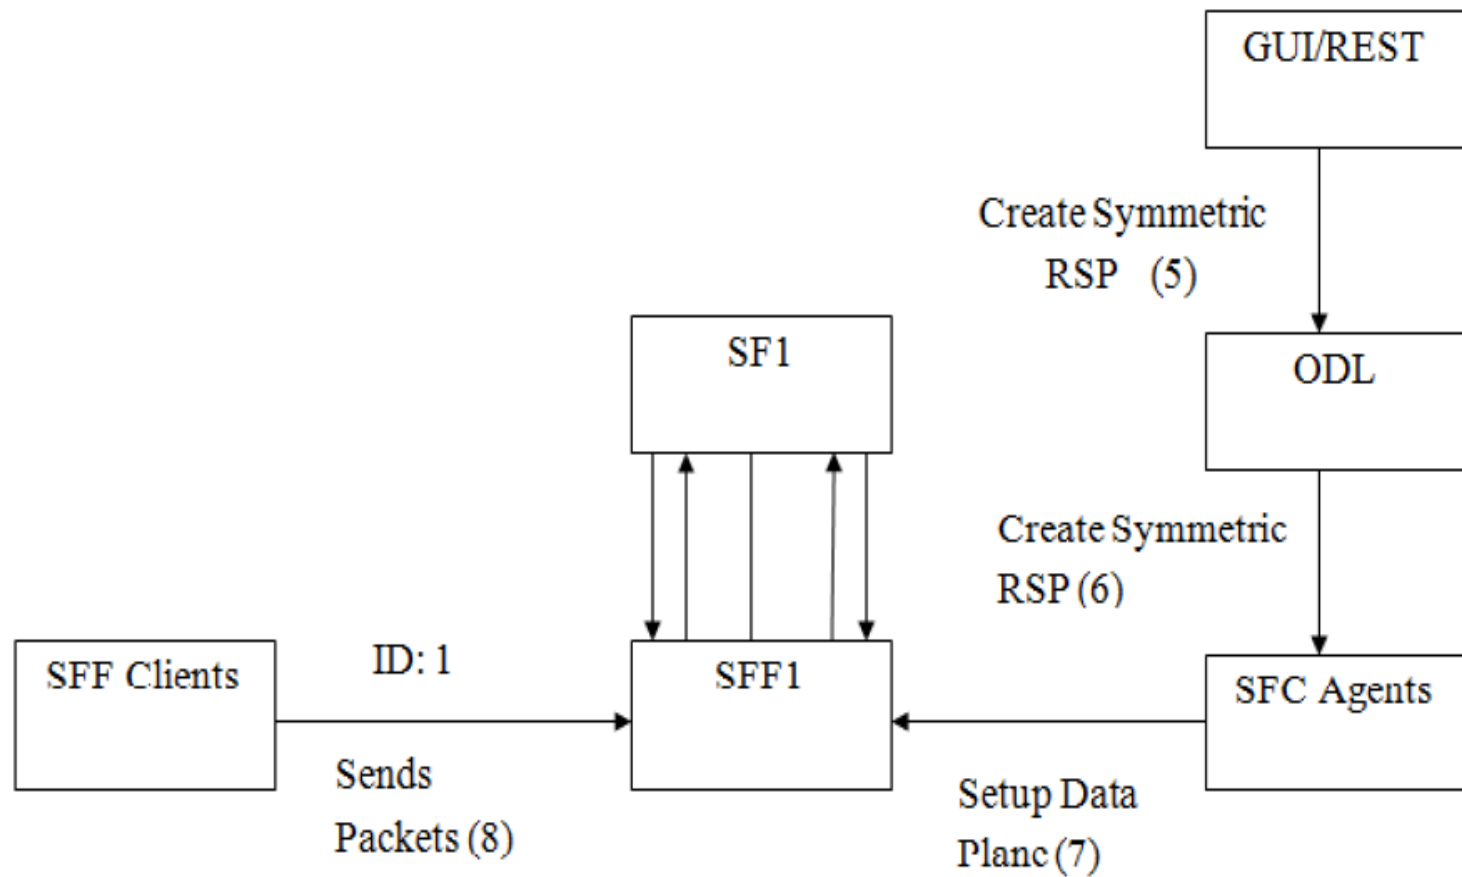 GUI/REST
Create Symmetric
RSP (5)
SF1
ODL
Create Symmetric
RSP (6)
SFF Clients
ID: 1
SFF1
SFC Agents
Sends
Packets (8)
Setup Data
Planc (7)